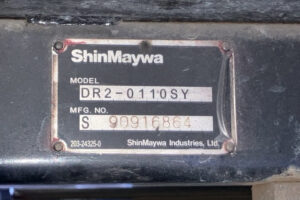 ShinMaywa
MODEL
DR2-0110SY
MFG. NO.
S 90916864
203-24325-0 ShinMaywa Industries, Ltd.